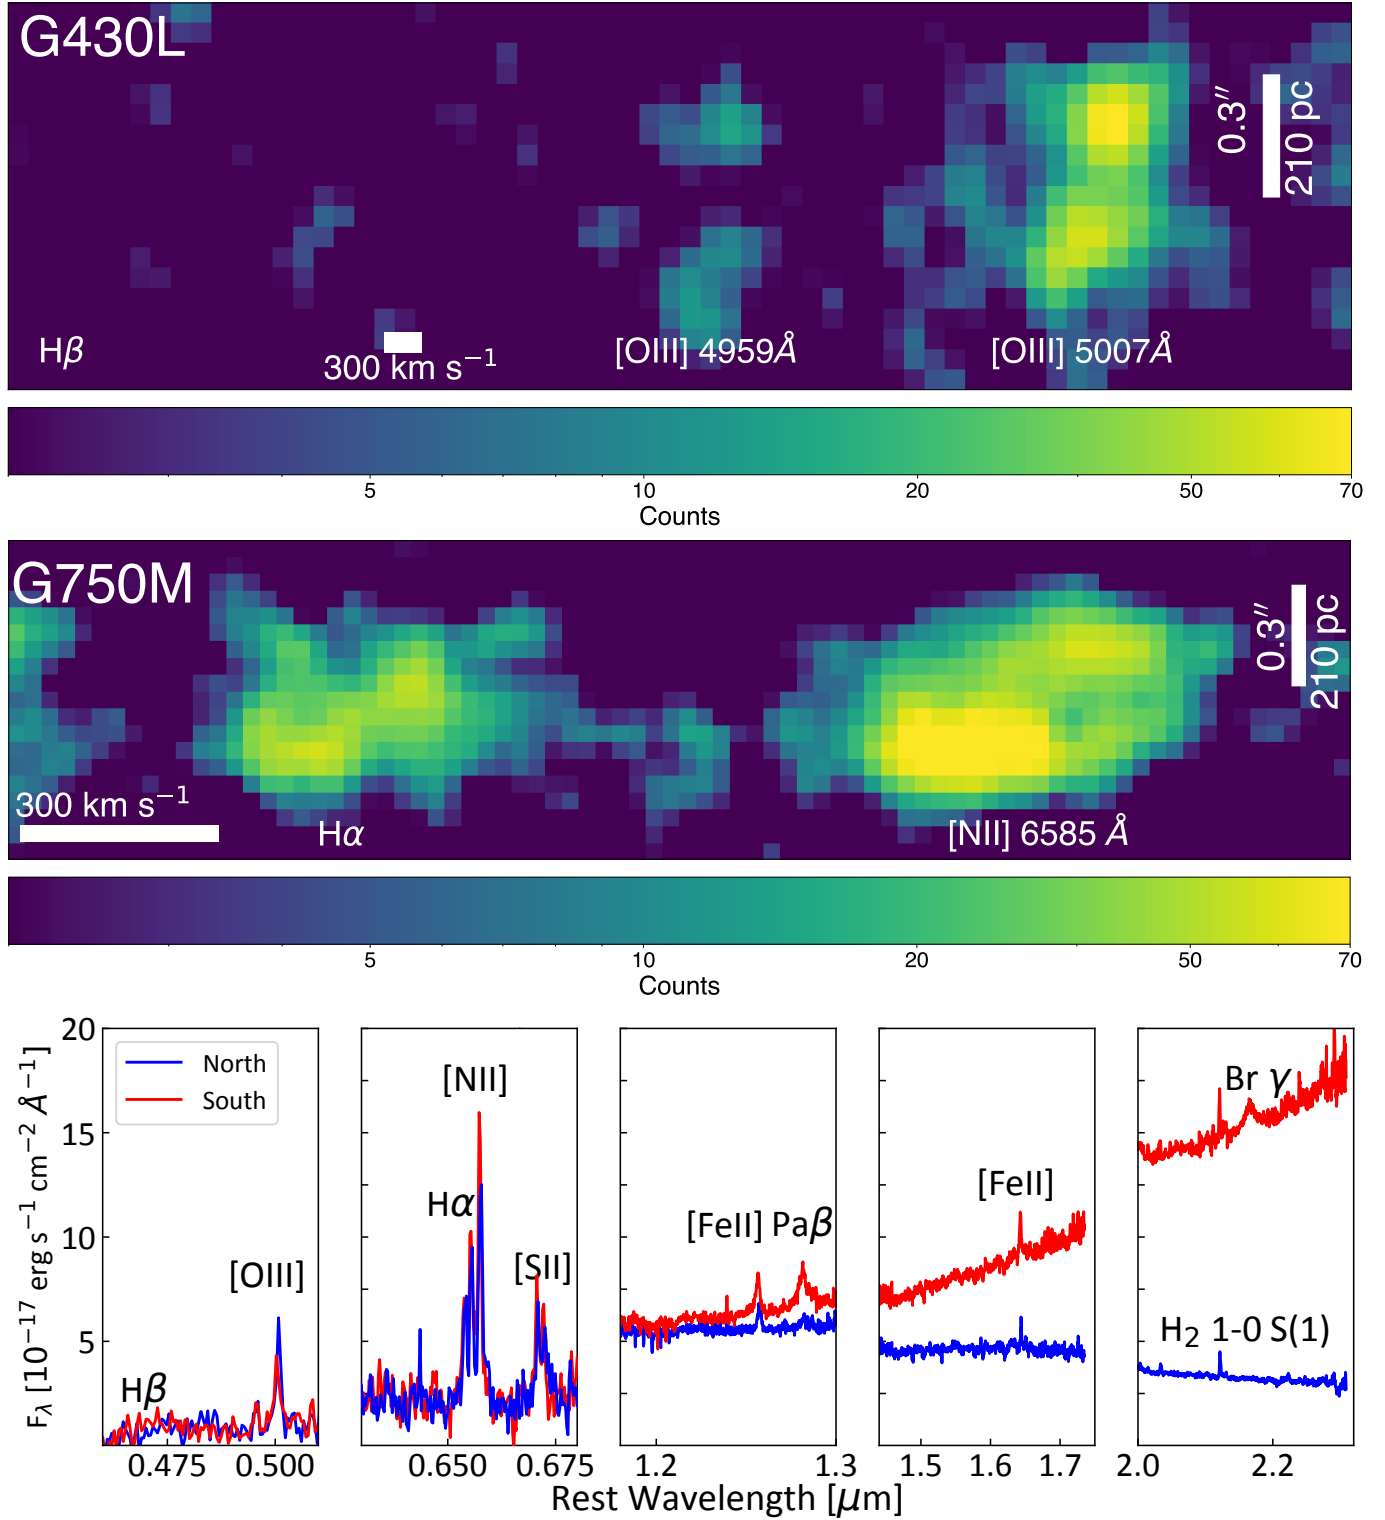 G430L
0.3″
210 pc
Hβ
300 km s⁻¹
[OIII] 4959Å
[OIII] 5007Å
5 10 20 50 70
Counts
G750M
0.3″
210 pc
300 km s⁻¹
Hα
[NII] 6585 Å
5 10 20 50 70
Counts
F_λ [10⁻¹⁷ erg s⁻¹ cm⁻² Å⁻¹]
20
15
10
5
North
South
[OIII]
Hβ
[NII]
Hα
[SII]
[FeII] Paβ
[FeII]
Br γ
H₂ 1-0 S(1)
0.475 0.500 0.650 0.675 1.2 1.3 1.5 1.6 1.7 2.0 2.2
Rest Wavelength [μm]